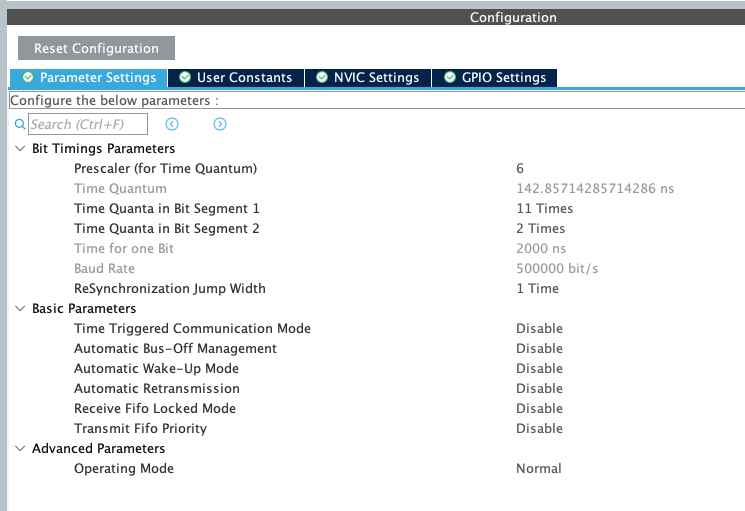 Configuration
Reset Configuration
Parameter Settings User Constants NVIC Settings GPIO Settings
Configure the below parameters :
Search (Ctrl+F)
Bit Timings Parameters
Prescaler (for Time Quantum) 6
Time Quantum 142.85714285714286 ns
Time Quanta in Bit Segment 1 11 Times
Time Quanta in Bit Segment 2 2 Times
Time for one Bit 2000 ns
Baud Rate 500000 bit/s
ReSynchronization Jump Width 1 Time
Basic Parameters
Time Triggered Communication Mode Disable
Automatic Bus-Off Management Disable
Automatic Wake-Up Mode Disable
Automatic Retransmission Disable
Receive Fifo Locked Mode Disable
Transmit Fifo Priority Disable
Advanced Parameters
Operating Mode Normal